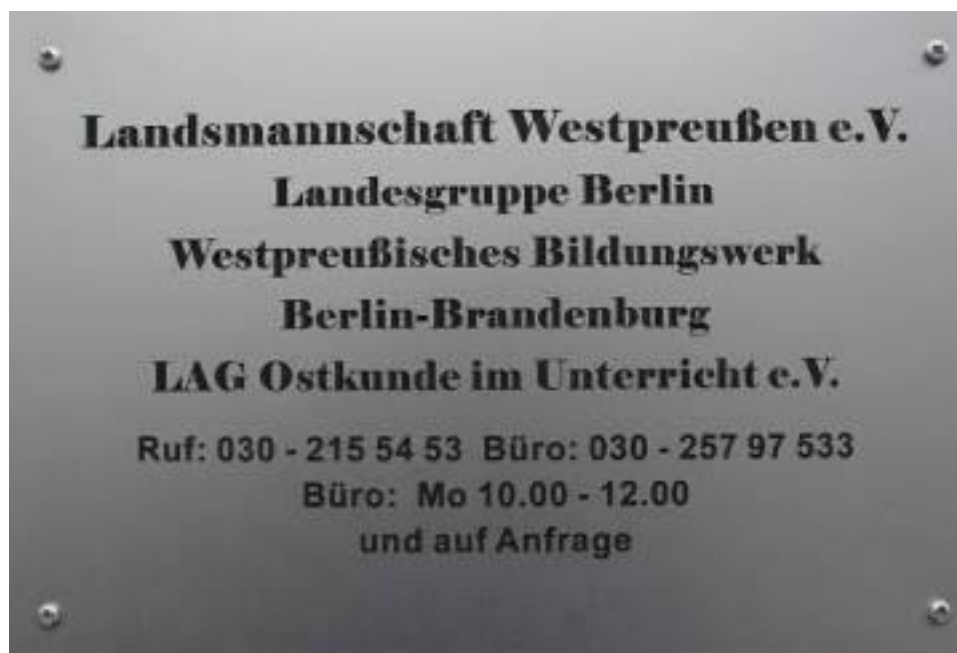 Landsmannschaft Westpreußen e.V.
Landesgruppe Berlin
Westpreußisches Bildungswerk
Berlin-Brandenburg
LAG Ostkunde im Unterricht e.V.
Ruf: 030 - 215 54 53  Büro: 030 - 257 97 533
Büro:  Mo 10.00 - 12.00
und auf Anfrage